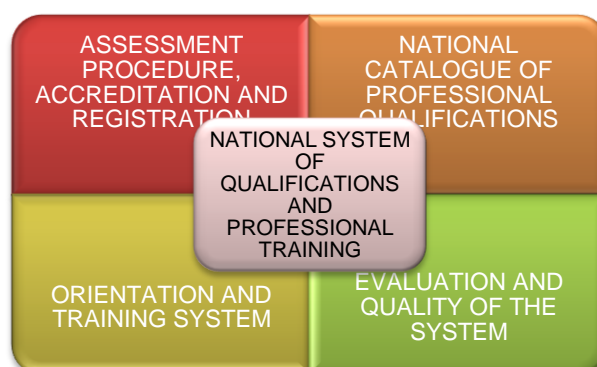 ASSESSMENT
PROCEDURE,
ACCREDITATION AND
REGISTRATION
NATIONAL
CATALOGUE OF
PROFESSIONAL
QUALIFICATIONS
NATIONAL SYSTEM
OF
QUALIFICATIONS
AND
PROFESSIONAL
TRAINING
ORIENTATION AND
TRAINING SYSTEM
EVALUATION AND
QUALITY OF THE
SYSTEM